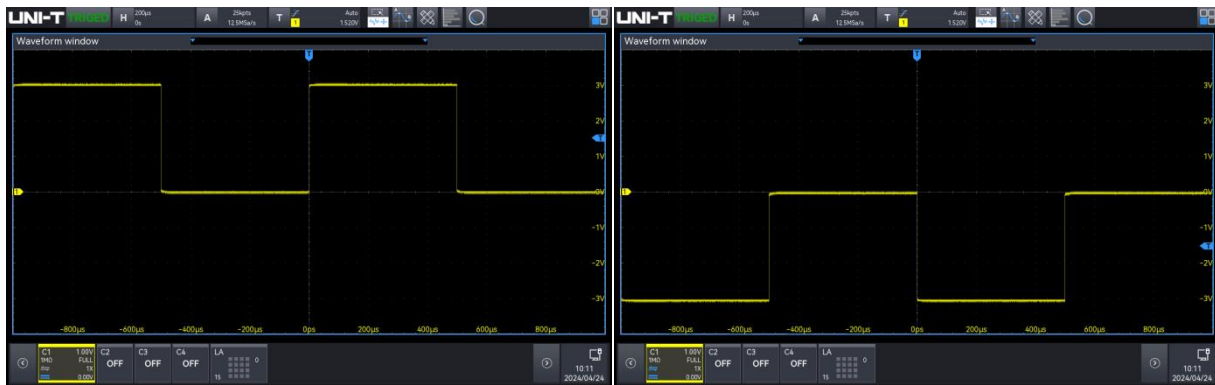 UNI-T TRIGED H 200μs 0s A 25kpts 12.5MSa/s T 1 Auto 1.520V
Waveform window
T
3V
2V
T
1V
1 0V
-1V
-2V
-3V
-800μs -600μs -400μs -200μs 0ps 200μs 400μs 600μs 800μs
C1 1.00V 1MΩ FULL 1X 0.00V C2 OFF C3 OFF C4 OFF LA 0 15
10:11
2024/04/24
UNI-T TRIGED H 200μs 0s A 25kpts 12.5MSa/s T 1 Auto 1.520V
Waveform window
T
3V
2V
1V
1 0V
-1V
T
-2V
-3V
-800μs -600μs -400μs -200μs 0ps 200μs 400μs 600μs 800μs
C1 1.00V 1MΩ FULL 1X 0.00V C2 OFF C3 OFF C4 OFF LA 0 15
10:11
2024/04/24